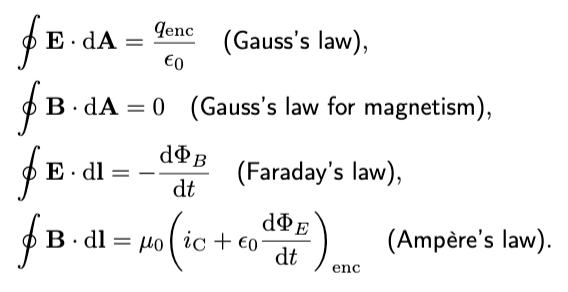 ∮ E · dA = q_enc/ϵ₀ (Gauss's law),
∮ B · dA = 0 (Gauss's law for magnetism),
∮ E · dl = −dΦ_B/dt (Faraday's law),
∮ B · dl = μ₀(i_C + ϵ₀ dΦ_E/dt)_enc (Ampère's law).